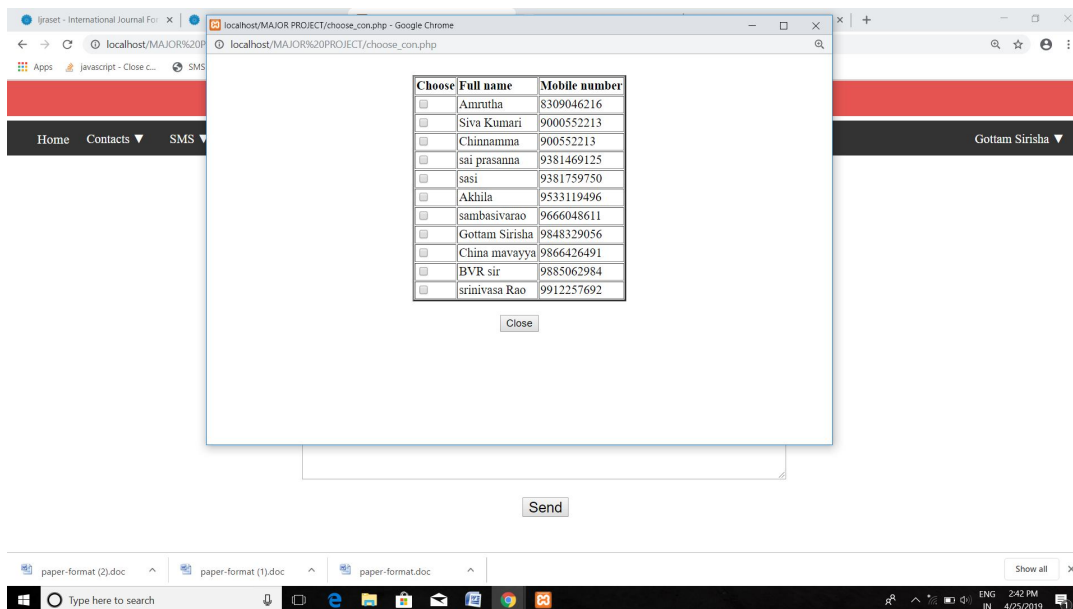 Ijraset - International Journal For
localhost/MAJOR PROJECT/choose_con.php - Google Chrome
localhost/MAJOR%20P
localhost/MAJOR%20PROJECT/choose_con.php
Apps javascript - Close c... SMS
Home Contacts ▼ SMS ▼ Gottam Sirisha ▼
Choose Full name Mobile number
Amrutha 8309046216
Siva Kumari 9000552213
Chinnamma 900552213
sai prasanna 9381469125
sasi 9381759750
Akhila 9533119496
sambasivarao 9666048611
Gottam Sirisha 9848329056
China mavayya 9866426491
BVR sir 9885062984
srinivasa Rao 9912257692
Close
Send
paper-format (2).doc paper-format (1).doc paper-format.doc Show all
Type here to search ENG 2:42 PM
IN 4/25/2019